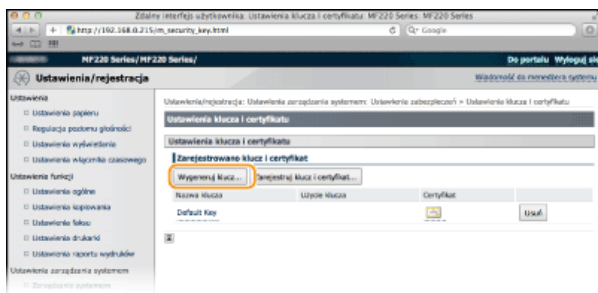 Zdalny interfejs użytkownika: Ustawienia klucza i certyfikatu: MF220 Series: MF220 Series
http://192.168.0.215/m_security_key.html
Google
MF220 Series/MF220 Series/
Do portalu Wyloguj się
Ustawienia/rejestracja
Wiadomość do menedżera systemu
Ustawienia
Ustawienia papieru
Regulacja poziomu głośności
Ustawienia wyświetlania
Ustawienia włącznika czasowego
Ustawienia funkcji
Ustawienia ogólne
Ustawienia kopiowania
Ustawienia faksu
Ustawienia drukarki
Ustawienia raportu wydruków
Ustawienia zarządzania systemem
Zarządzanie systemem
Ustawienia/rejestracja: Ustawienia zarządzania systemem: Ustawienia zabezpieczeń > Ustawienia klucza i certyfikatu
Ustawienia klucza i certyfikatu
Ustawienia klucza i certyfikatu
Zarejestrowano klucz i certyfikat
Wygeneruj klucz... Zarejestruj klucz i certyfikat...
Nazwa klucza Użycie klucza Certyfikat
Default Key Usuń